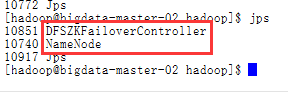 10772 Jps
[hadoop@bigdata-master-02 hadoop]$ jps
10851 DFSZKFailoverController
10740 NameNode
10917 Jps
[hadoop@bigdata-master-02 hadoop]$